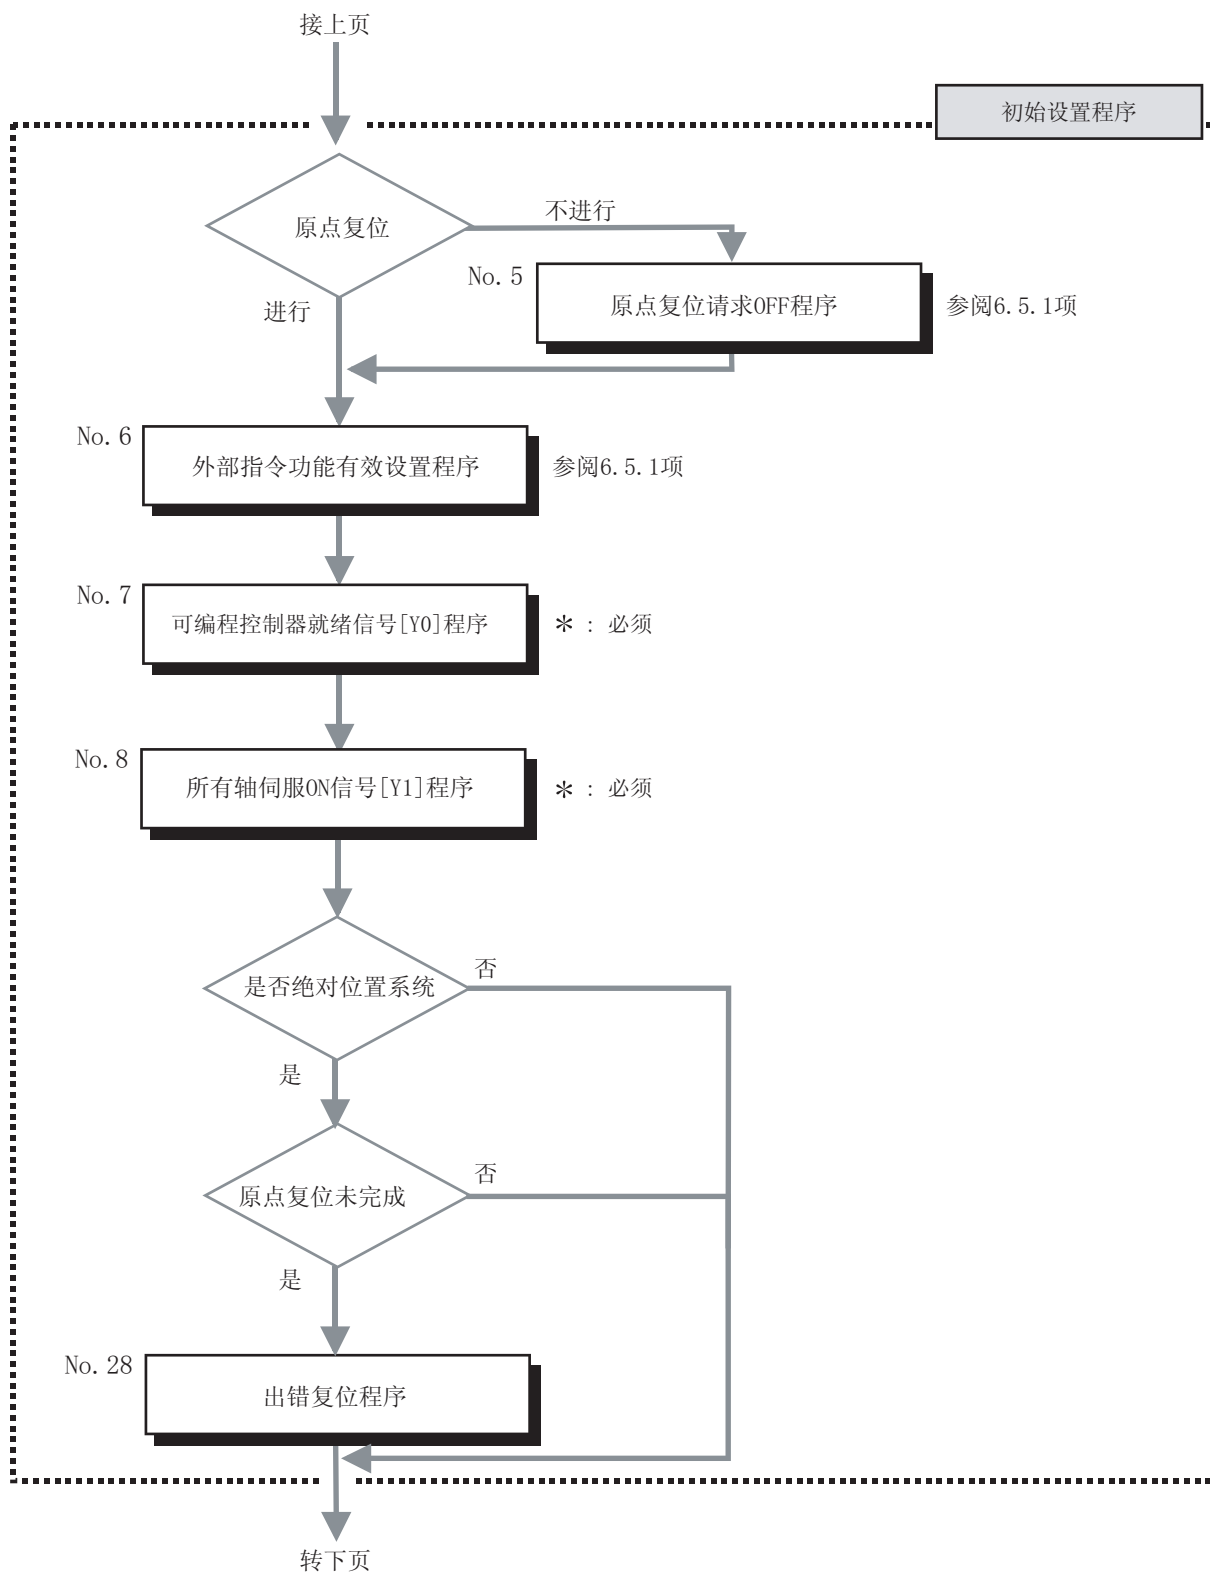 接上页
初始设置程序
原点复位
不进行
进行
No. 5
原点复位请求OFF程序
参阅6.5.1项
No. 6
外部指令功能有效设置程序
参阅6.5.1项
No. 7
可编程控制器就绪信号[Y0]程序
＊ : 必须
No. 8
所有轴伺服ON信号[Y1]程序
＊ : 必须
是否绝对位置系统
否
是
原点复位未完成
否
是
No. 28
出错复位程序
转下页